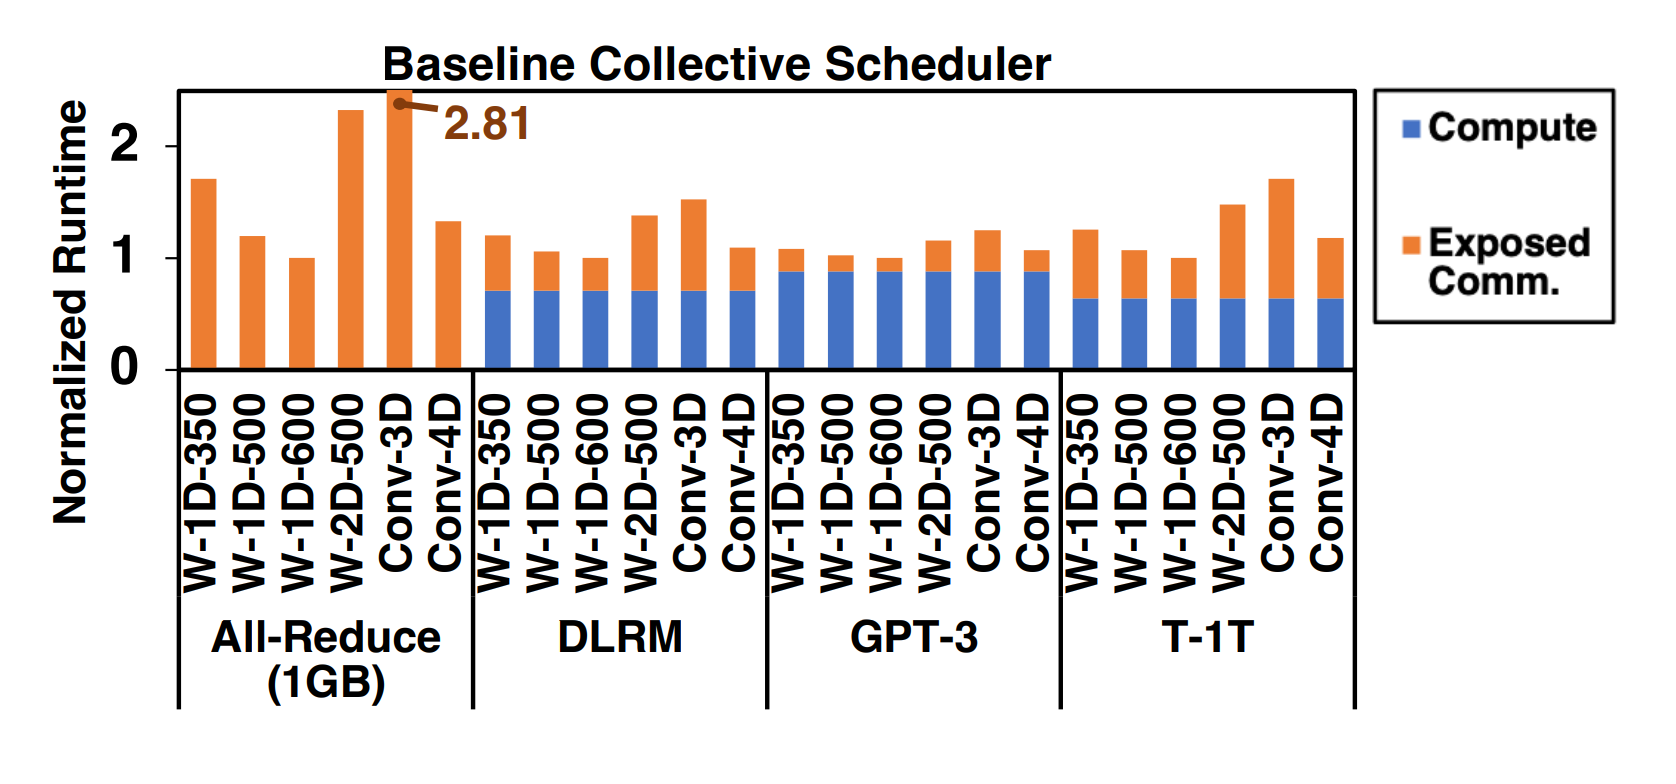 Baseline Collective Scheduler
Normalized Runtime
2
1
0
2.81
Compute
Exposed
Comm.
W-1D-350
W-1D-500
W-1D-600
W-2D-500
Conv-3D
Conv-4D
W-1D-350
W-1D-500
W-1D-600
W-2D-500
Conv-3D
Conv-4D
W-1D-350
W-1D-500
W-1D-600
W-2D-500
Conv-3D
Conv-4D
W-1D-350
W-1D-500
W-1D-600
W-2D-500
Conv-3D
Conv-4D
All-Reduce
(1GB)
DLRM
GPT-3
T-1T